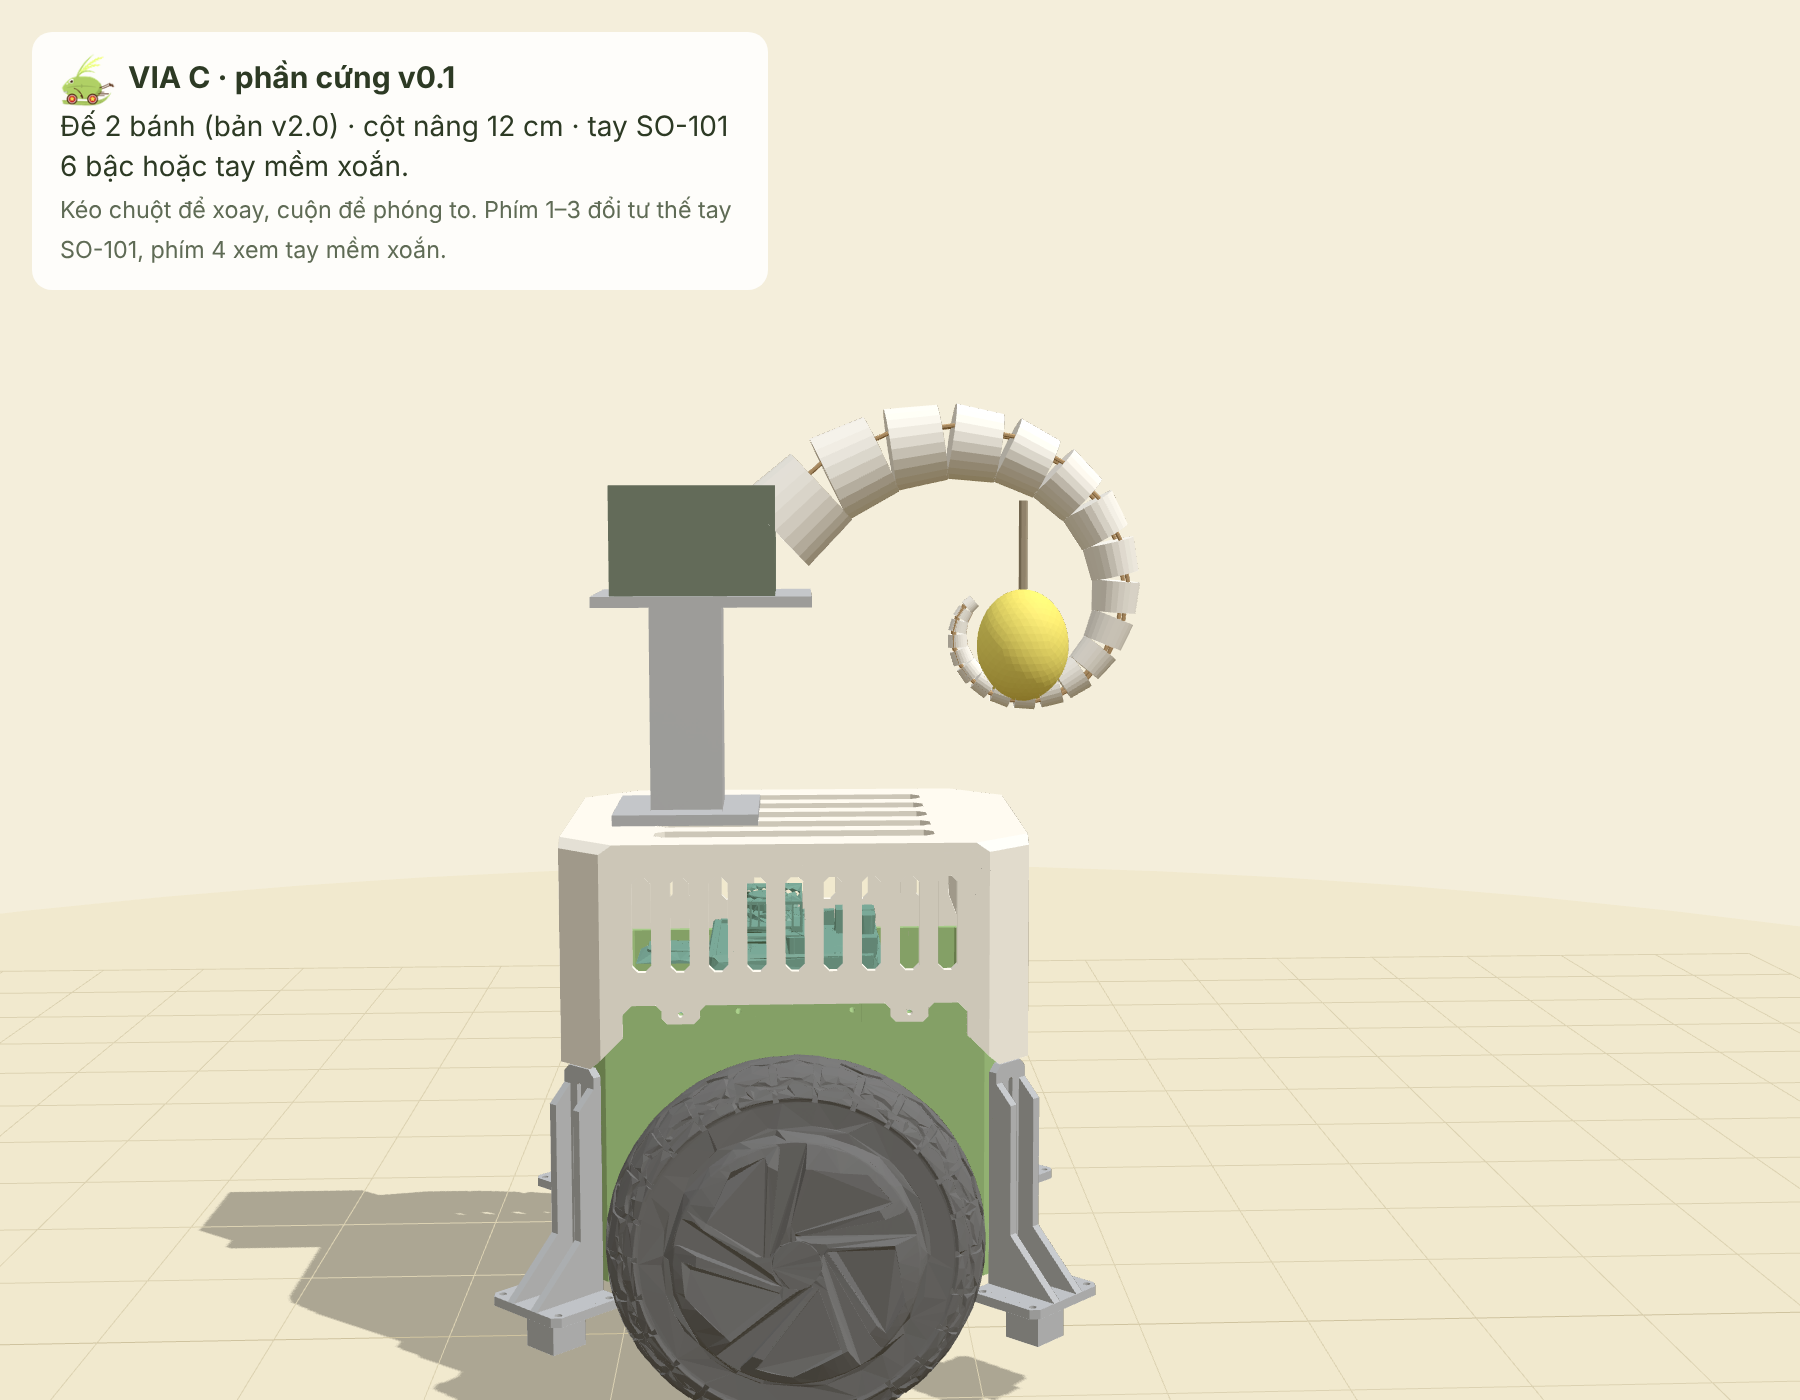 VIA C · phần cứng v0.1
Đế 2 bánh (bản v2.0) · cột nâng 12 cm · tay SO-101
6 bậc hoặc tay mềm xoắn.
Kéo chuột để xoay, cuộn để phóng to. Phím 1–3 đổi tư thế tay
SO-101, phím 4 xem tay mềm xoắn.